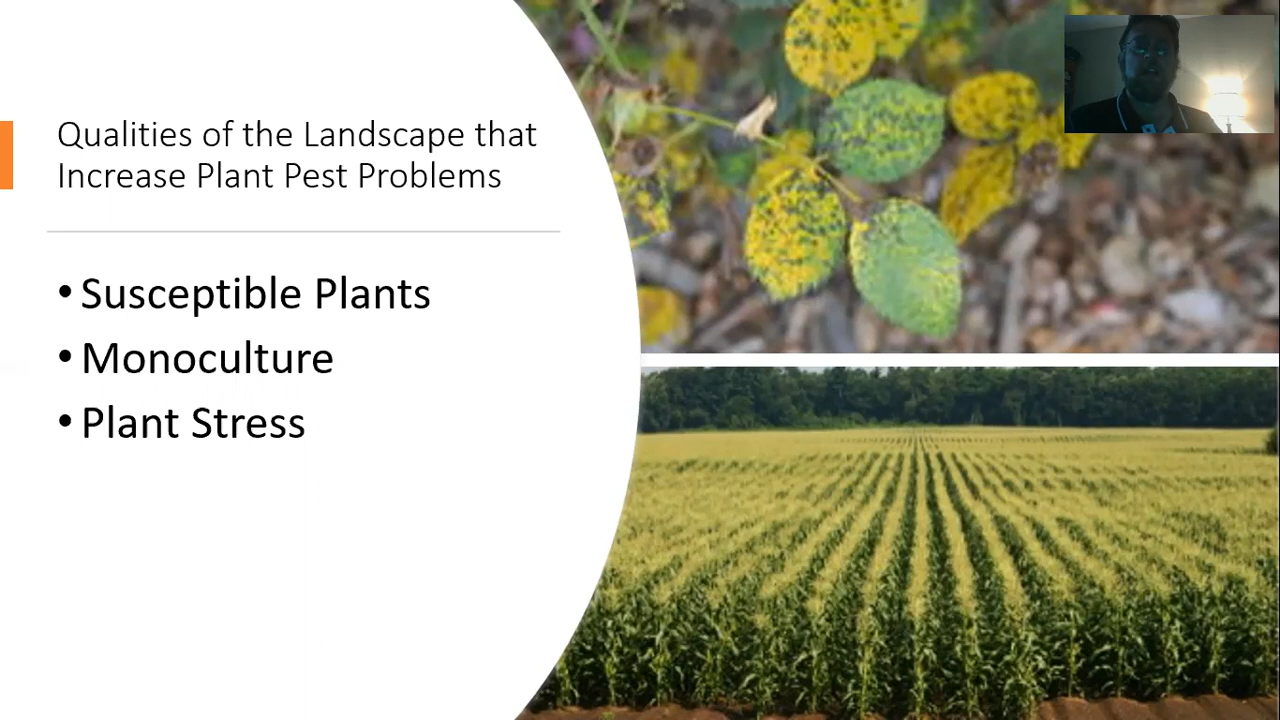 Qualities of the Landscape that
Increase Plant Pest Problems
• Susceptible Plants
• Monoculture
• Plant Stress